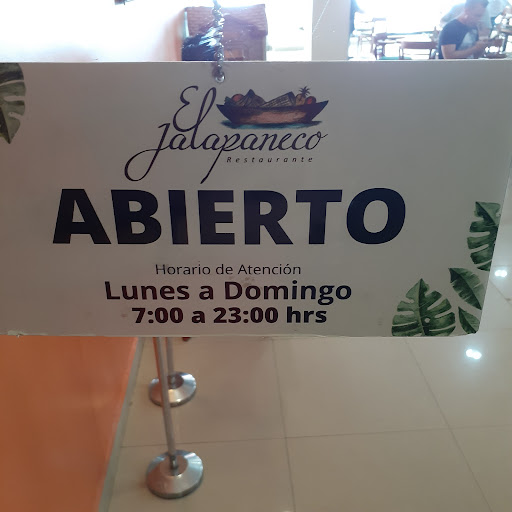 El
Jalapaneco
Restaurante
ABIERTO
Horario de Atención
Lunes a Domingo
7:00 a 23:00 hrs